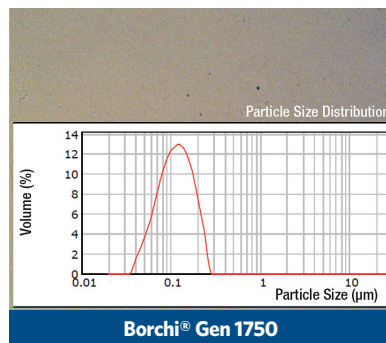 Particle Size Distribution
14
12
10
8
6
4
2
0
Volume (%)
0.01 0.1 1 10
Particle Size (µm)
Borchi® Gen 1750